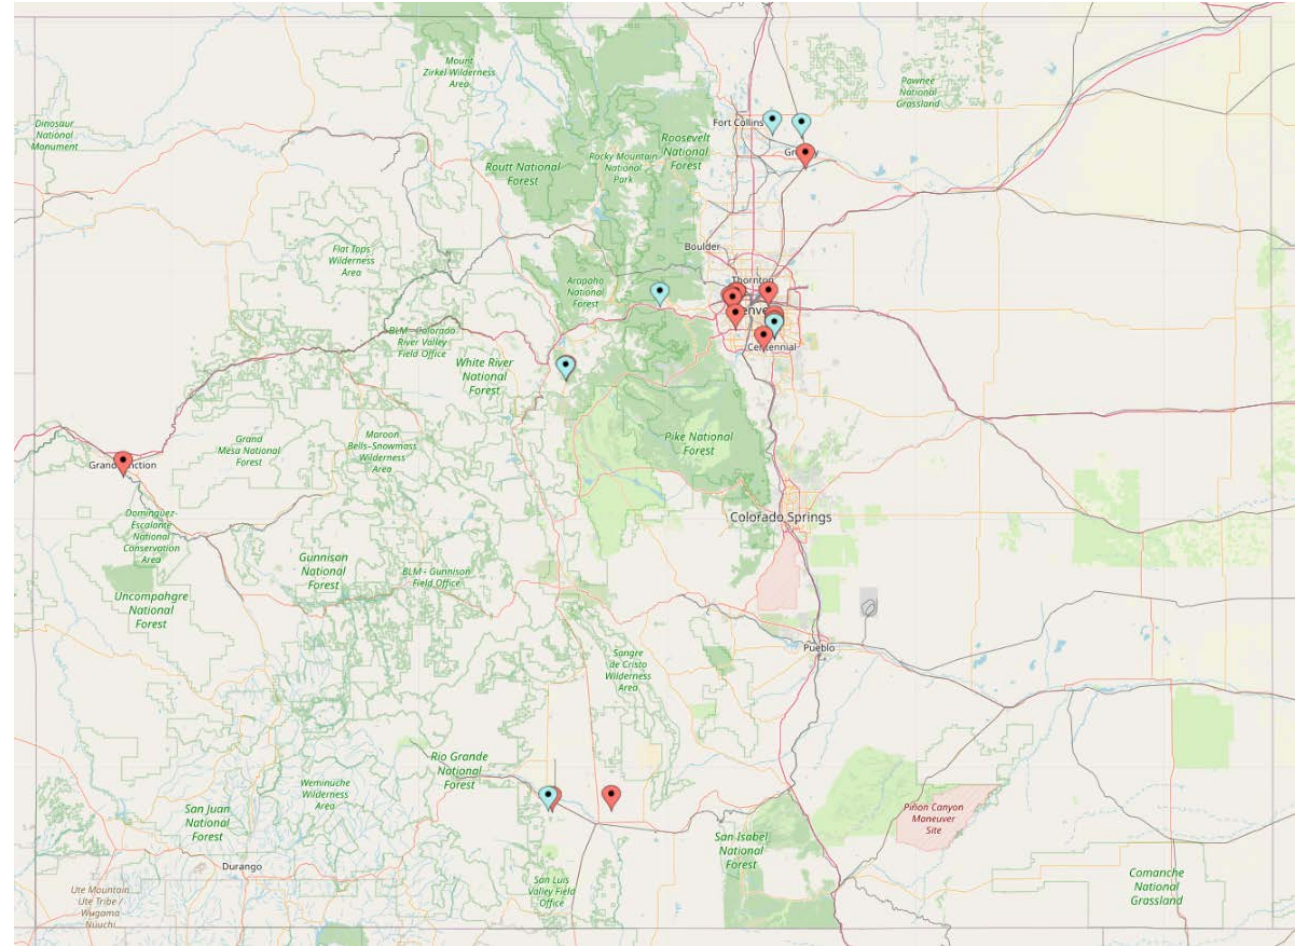 Mount
Zirkel Wilderness
Area
Pawnee
National
Grassland
Dinosaur
National
Monument
Fort Collins
Roosevelt
National
Forest
Routt National
Forest
Rocky Mountain
National
Park
Boulder
Flat Tops
Wilderness
Area
Arapaho
National
Forest
Thornton
BLM - Colorado
River Valley
Field Office
White River
National
Forest
Centennial
Grand
Mesa National
Forest
Maroon
Bells-Snowmass
Wilderness
Area
Pike National
Forest
Dominguez-
Escalante
National
Conservation
Area
Colorado Springs
Gunnison
National
Forest
BLM - Gunnison
Field Office
Uncompahgre
National
Forest
Sangre
de Cristo
Wilderness
Area
Pueblo
Rio Grande
National
Forest
Weminuche
Wilderness
Area
San Juan
National
Forest
Piñon Canyon
Maneuver
Site
San Isabel
National
Forest
Durango
San Luis
Valley Field
Office
Comanche
National
Grassland
Ute Mountain
Ute Tribe /
Wugama
Núuchi